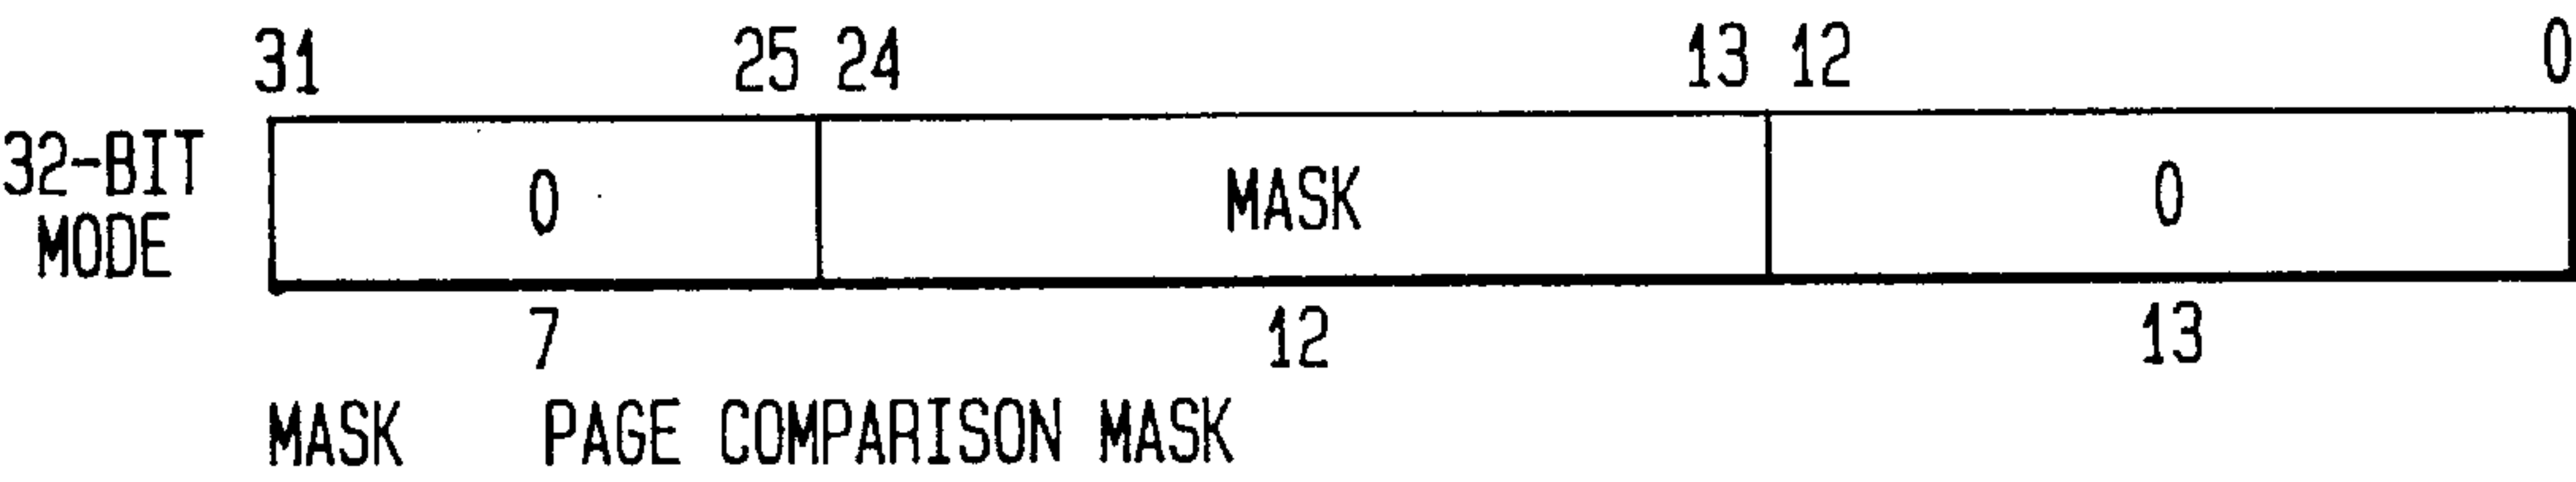 31 25 24 13 12 0
32-BIT
MODE
0 MASK 0
7 12 13
MASK PAGE COMPARISON MASK